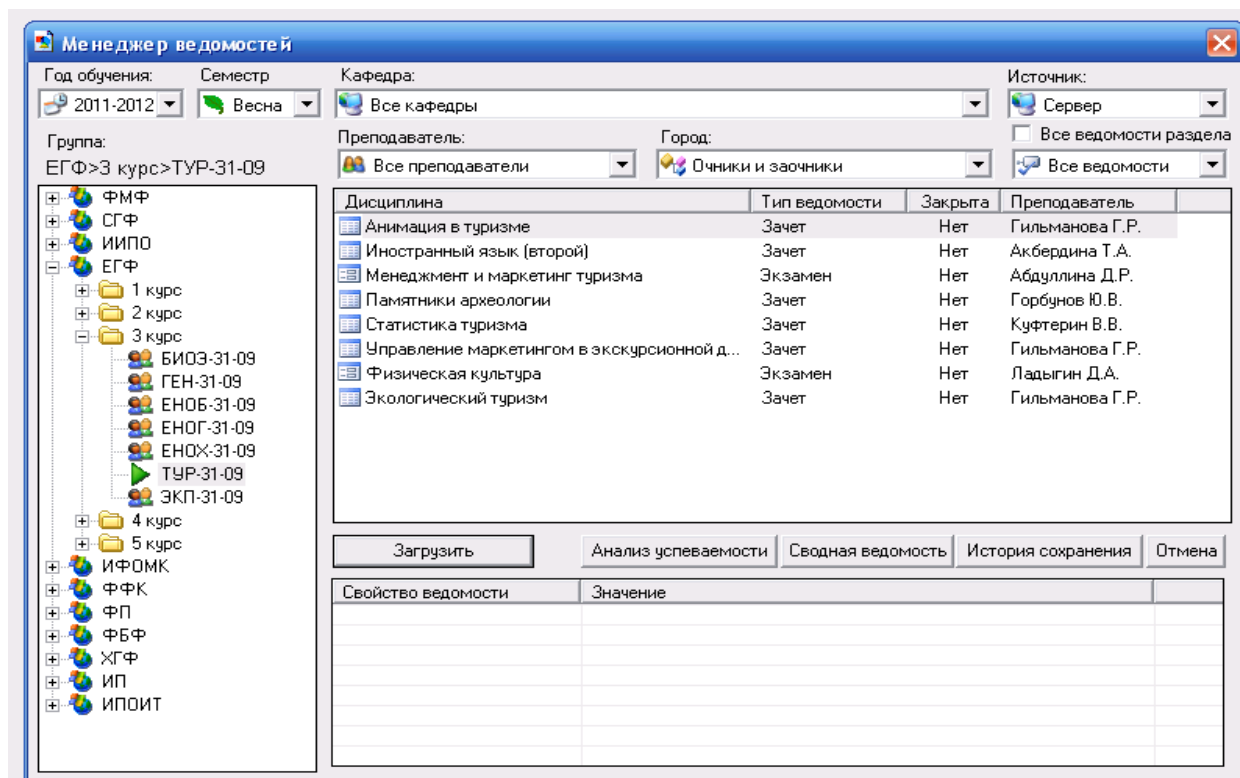 Менеджер ведомостей
Год обучения: Семестр Кафедра: Источник:
2011-2012 Весна Все кафедры Сервер
Группа: Преподаватель: Город: Все ведомости раздела
ЕГФ>3 курс>ТУР-31-09 Все преподаватели Очники и заочники Все ведомости
ФМФ
СГФ
ИИПО
ЕГФ
1 курс
2 курс
3 курс
БИОЭ-31-09
ГЕН-31-09
ЕНОБ-31-09
ЕНОГ-31-09
ЕНОХ-31-09
ТУР-31-09
ЭКП-31-09
4 курс
5 курс
ИФОМК
ФФК
ФП
ФБФ
ХГФ
ИП
ИПОИТ
Дисциплина Тип ведомости Закрыта Преподаватель
Анимация в туризме Зачет Нет Гильманова Г.Р.
Иностранный язык (второй) Зачет Нет Акбердина Т.А.
Менеджмент и маркетинг туризма Экзамен Нет Абдуллина Д.Р.
Памятники археологии Зачет Нет Горбунов Ю.В.
Статистика туризма Зачет Нет Куфтерин В.В.
Управление маркетингом в экскурсионной д... Зачет Нет Гильманова Г.Р.
Физическая культура Экзамен Нет Ладыгин Д.А.
Экологический туризм Зачет Нет Гильманова Г.Р.
Загрузить Анализ успеваемости Сводная ведомость История сохранения Отмена
Свойство ведомости Значение